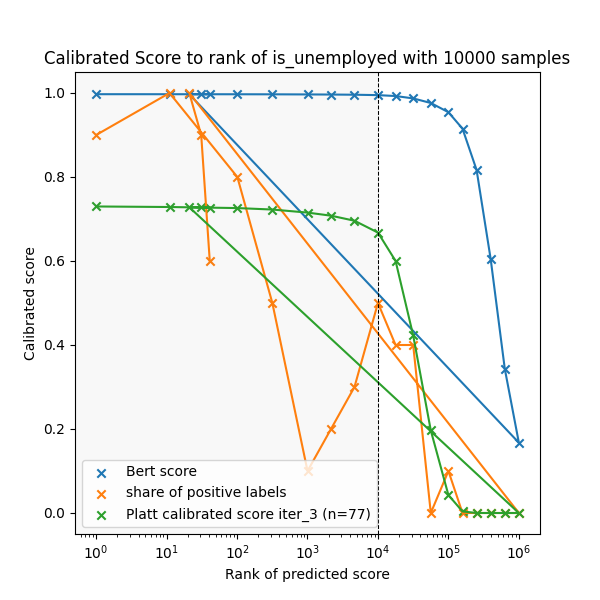 Calibrated Score to rank of is_unemployed with 10000 samples
Calibrated score
1.0
0.8
0.6
0.4
0.2
0.0
Bert score
share of positive labels
Platt calibrated score iter_3 (n=77)
10⁰ 10¹ 10² 10³ 10⁴ 10⁵ 10⁶
Rank of predicted score